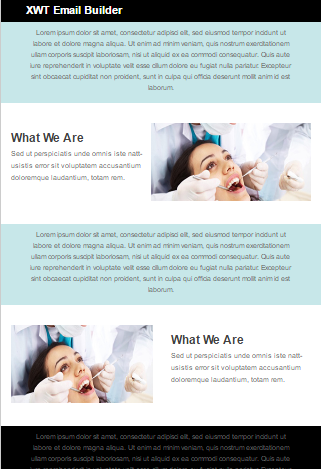 XWT Email Builder
Lorem ipsum dolor sit amet, consectetur adipisci elit, sed eiusmod tempor incidunt ut
labore et dolore magna aliqua. Ut enim ad minim veniam, quis nostrum exercitationem
ullam corporis suscipit laboriosam, nisi ut aliquid ex ea commodi consequatur. Quis aute
iure reprehenderit in voluptate velit esse cillum dolore eu fugiat nulla pariatur. Excepteur
sint obcaecat cupiditat non proident, sunt in culpa qui officia deserunt mollit anim id est
laborum.
What We Are
Sed ut perspiciatis unde omnis iste natt-
usistis error sit voluptatem accusantium
doloremque laudantium, totam rem.
Lorem ipsum dolor sit amet, consectetur adipisci elit, sed eiusmod tempor incidunt ut
labore et dolore magna aliqua. Ut enim ad minim veniam, quis nostrum exercitationem
ullam corporis suscipit laboriosam, nisi ut aliquid ex ea commodi consequatur. Quis aute
iure reprehenderit in voluptate velit esse cillum dolore eu fugiat nulla pariatur. Excepteur
sint obcaecat cupiditat non proident, sunt in culpa qui officia deserunt mollit anim id est
laborum.
What We Are
Sed ut perspiciatis unde omnis iste natt-
usistis error sit voluptatem accusantium
doloremque laudantium, totam rem.
Lorem ipsum dolor sit amet, consectetur adipisci elit, sed eiusmod tempor incidunt ut
labore et dolore magna aliqua. Ut enim ad minim veniam, quis nostrum exercitationem
ullam corporis suscipit laboriosam, nisi ut aliquid ex ea commodi consequatur. Quis aute